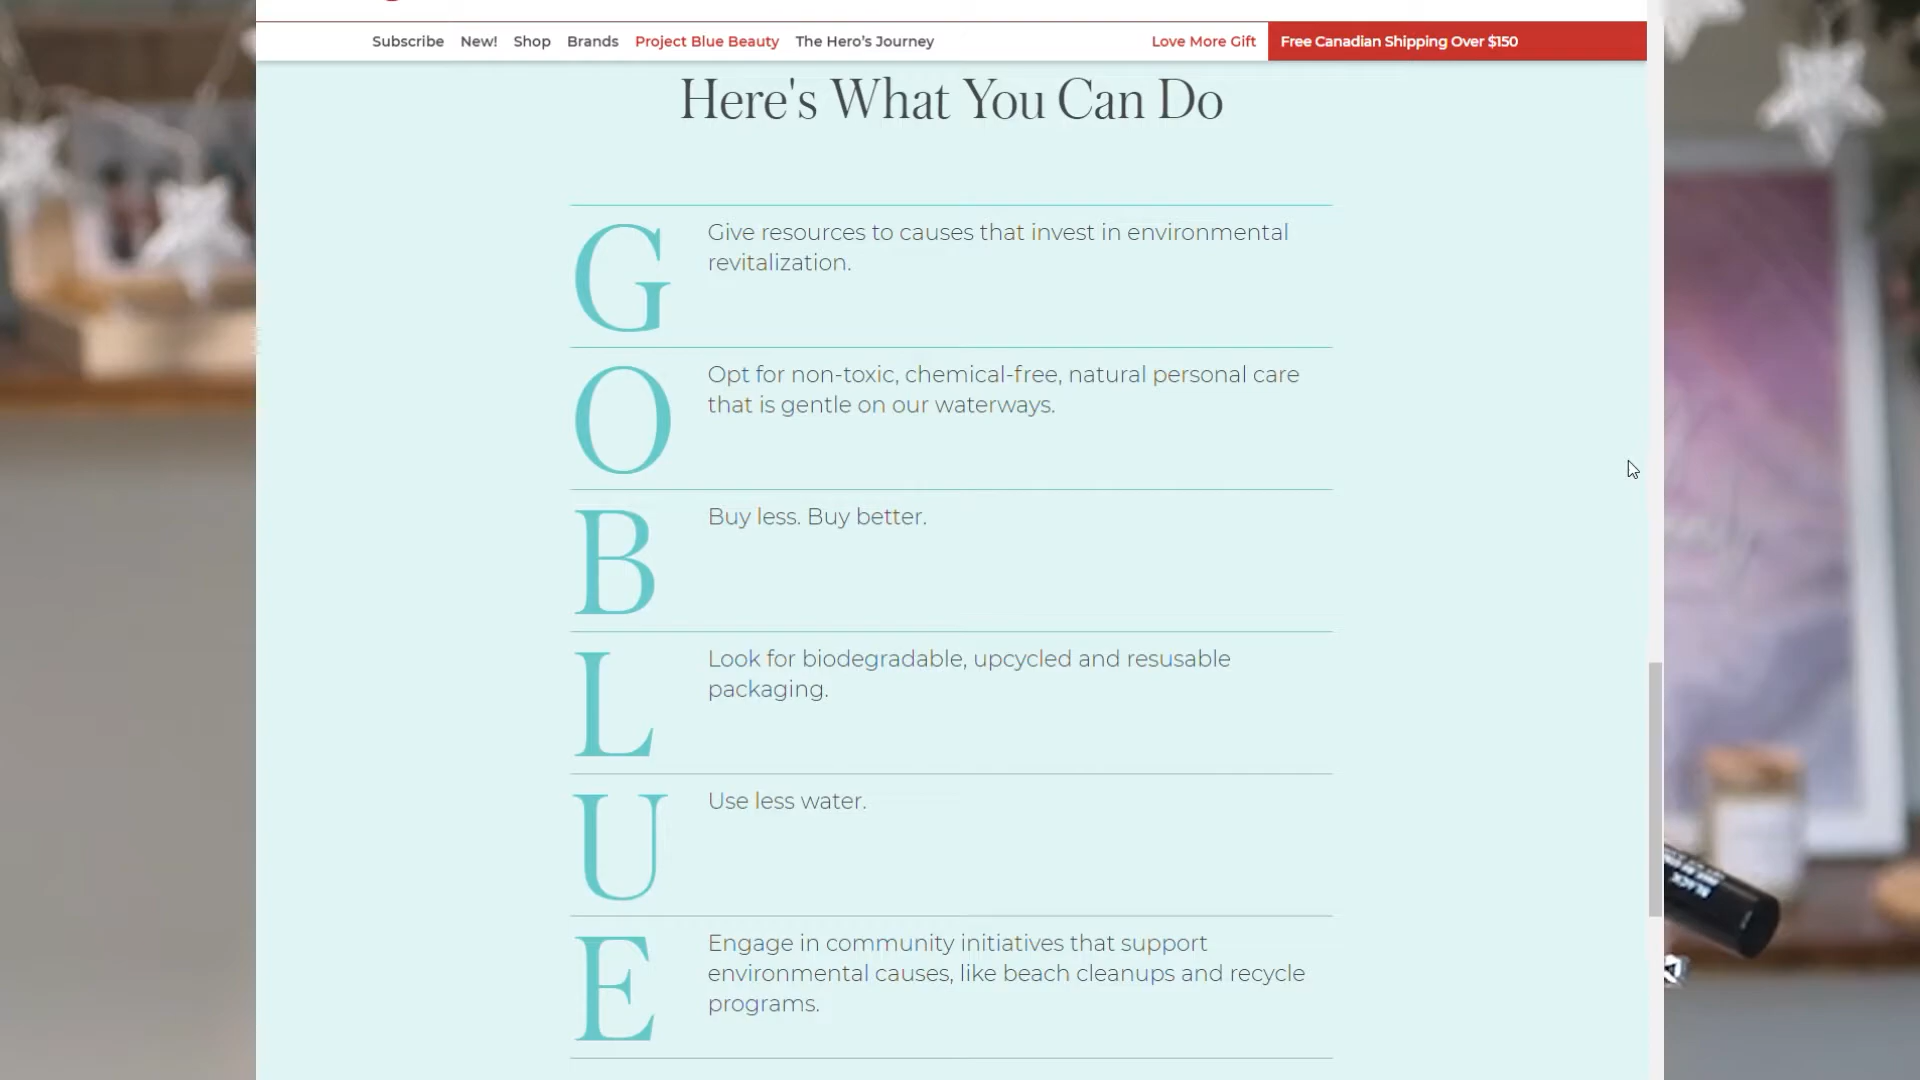 Subscribe New! Shop Brands Project Blue Beauty The Hero's Journey Love More Gift Free Canadian Shipping Over $150
Here's What You Can Do
G
Give resources to causes that invest in environmental
revitalization.
O
Opt for non-toxic, chemical-free, natural personal care
that is gentle on our waterways.
B
Buy less. Buy better.
L
Look for biodegradable, upcycled and resusable
packaging.
U
Use less water.
E
Engage in community initiatives that support
environmental causes, like beach cleanups and recycle
programs.
BLACK